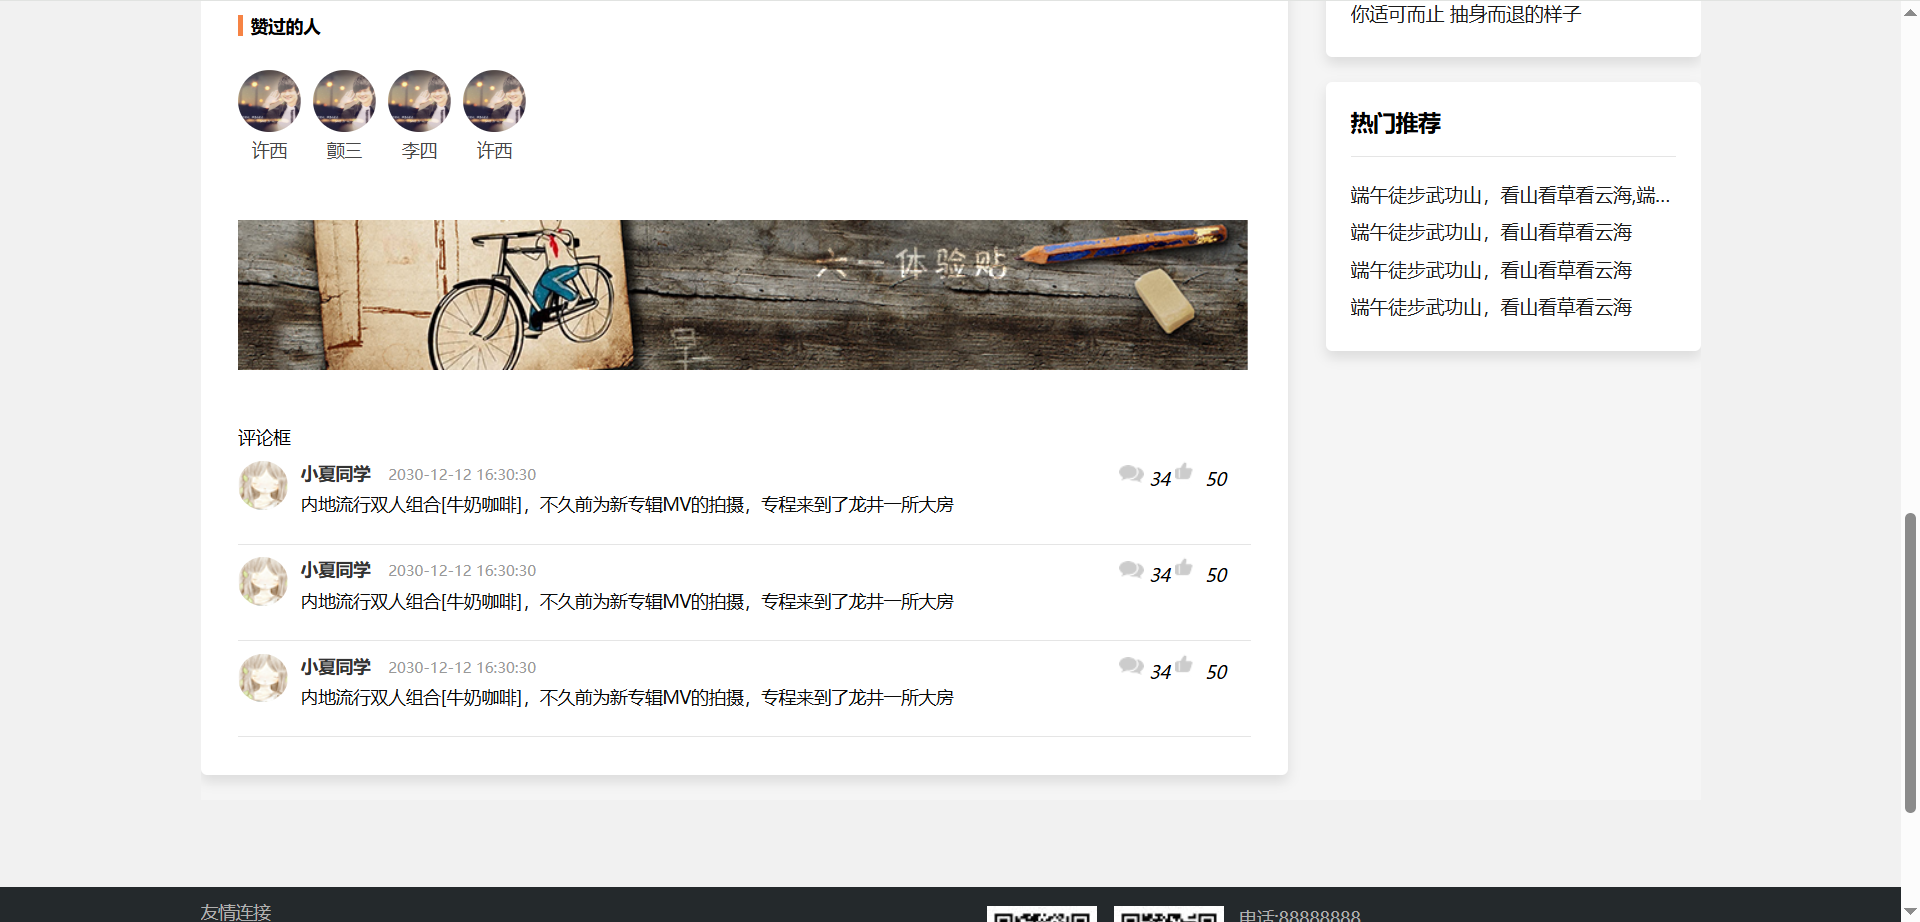 赞过的人
许西
颤三
李四
许西
六一体验贴
评论框
小夏同学 2030-12-12 16:30:30
34 50
内地流行双人组合[牛奶咖啡]，不久前为新专辑MV的拍摄，专程来到了龙井一所大房
小夏同学 2030-12-12 16:30:30
34 50
内地流行双人组合[牛奶咖啡]，不久前为新专辑MV的拍摄，专程来到了龙井一所大房
小夏同学 2030-12-12 16:30:30
34 50
内地流行双人组合[牛奶咖啡]，不久前为新专辑MV的拍摄，专程来到了龙井一所大房
你适可而止 抽身而退的样子
热门推荐
端午徒步武功山，看山看草看云海,端...
端午徒步武功山，看山看草看云海
端午徒步武功山，看山看草看云海
端午徒步武功山，看山看草看云海
友情连接
电话:88888888